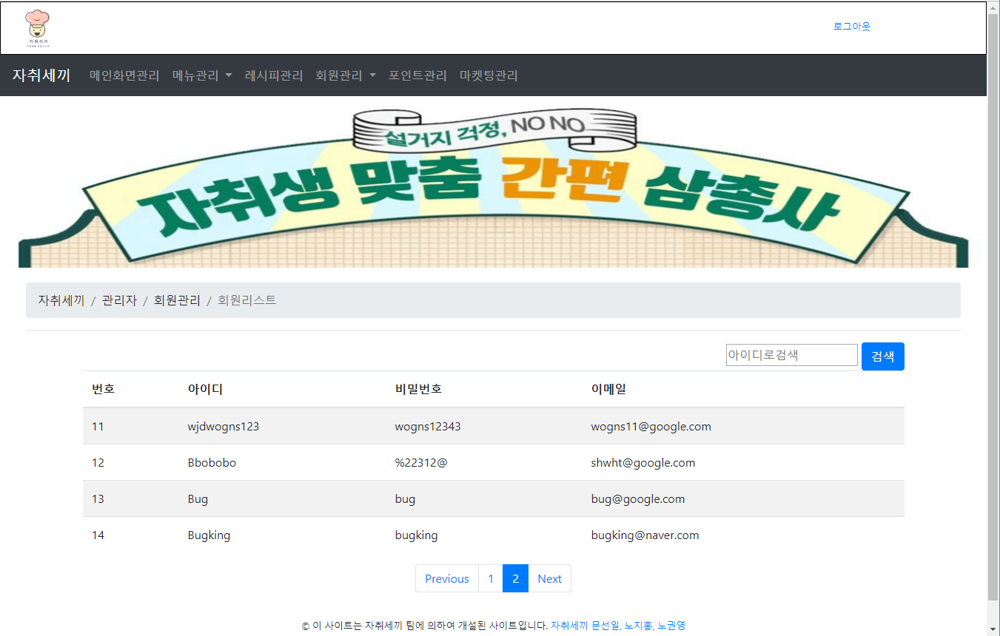 자취세끼
로그아웃
자취세끼 메인화면관리 메뉴관리 레시피관리 회원관리 포인트관리 마켓팅관리
설거지 걱정, NO NO
자취생 맞춤 간편 삼총사
자취세끼 / 관리자 / 회원관리 / 회원리스트
아이디로검색 검색
번호 아이디 비밀번호 이메일
11 wjdwogns123 wogns12343 wogns11@google.com
12 Bbobobo %22312@ shwht@google.com
13 Bug bug bug@google.com
14 Bugking bugking bugking@naver.com
Previous 1 2 Next
© 이 사이트는 자취세끼 팀에 의하여 개설된 사이트입니다. 자취세끼 문선일, 노지홍, 노권영